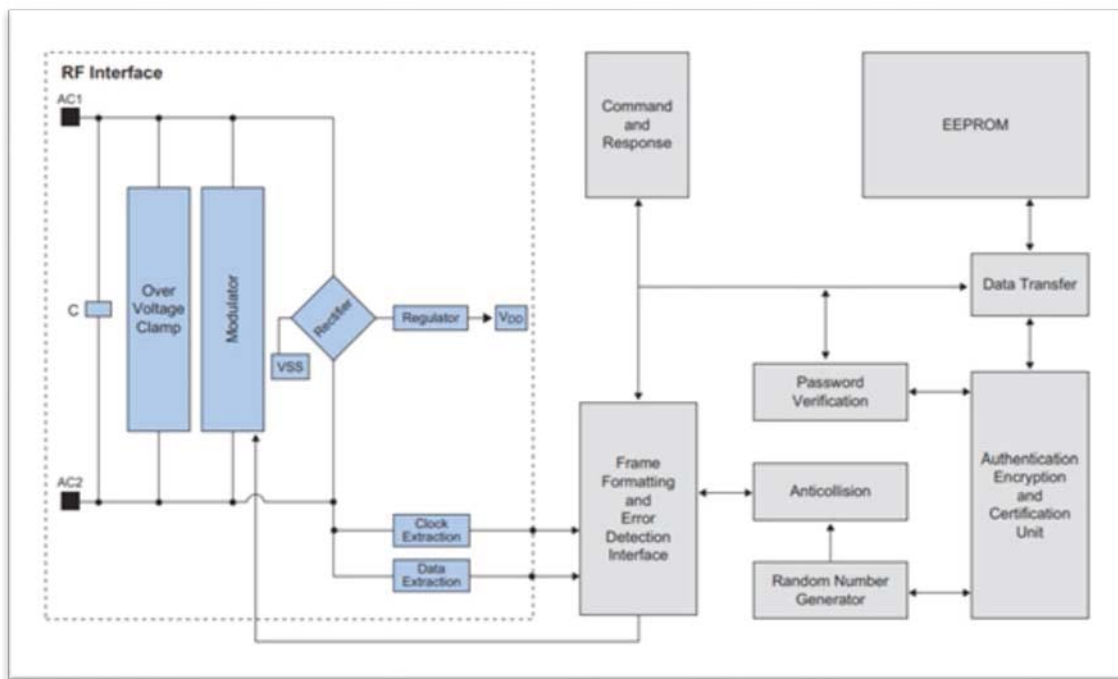 RF Interface
AC1
C
Over
Voltage
Clamp
Modulator
Rectifier
VSS
Regulator
VDD
AC2
Clock
Extraction
Data
Extraction
Command
and
Response
EEPROM
Data Transfer
Password
Verification
Frame
Formatting
and
Error
Detection
Interface
Anticollision
Authentication
Encryption
and
Certification
Unit
Random Number
Generator